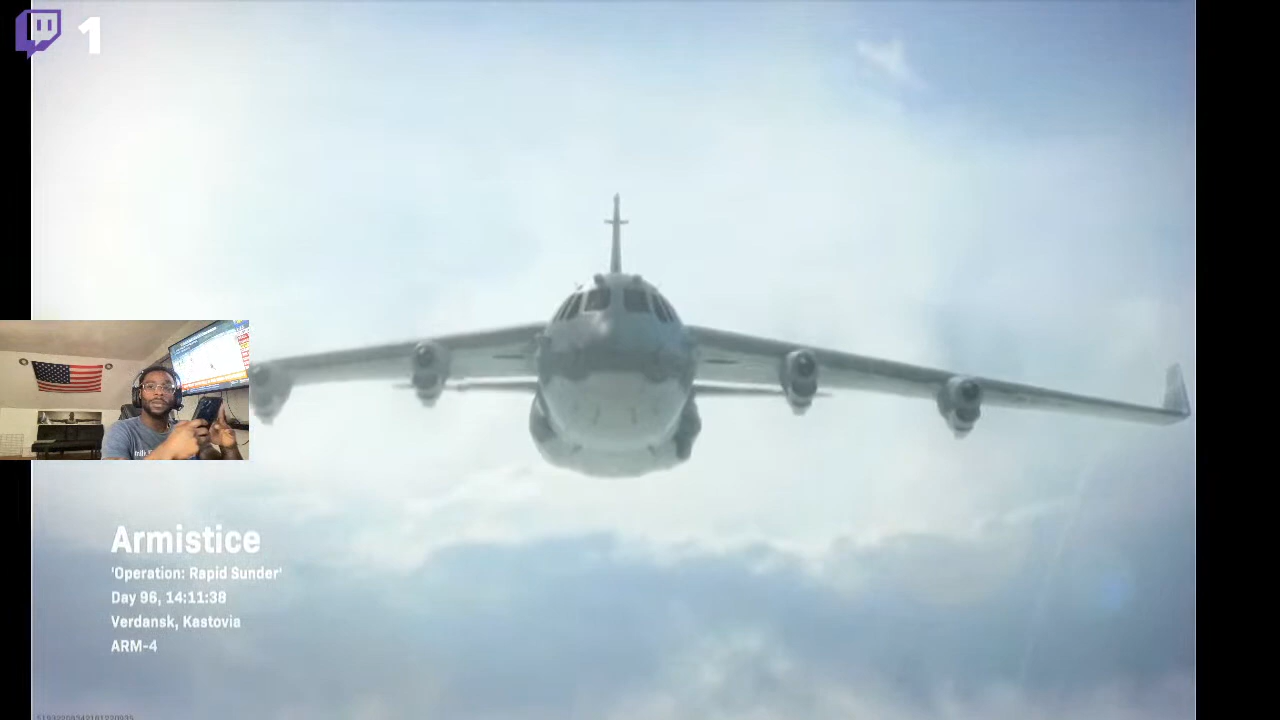 1
Armistice
'Operation: Rapid Sunder'
Day 96, 14:11:38
Verdansk, Kastovia
ARM-4